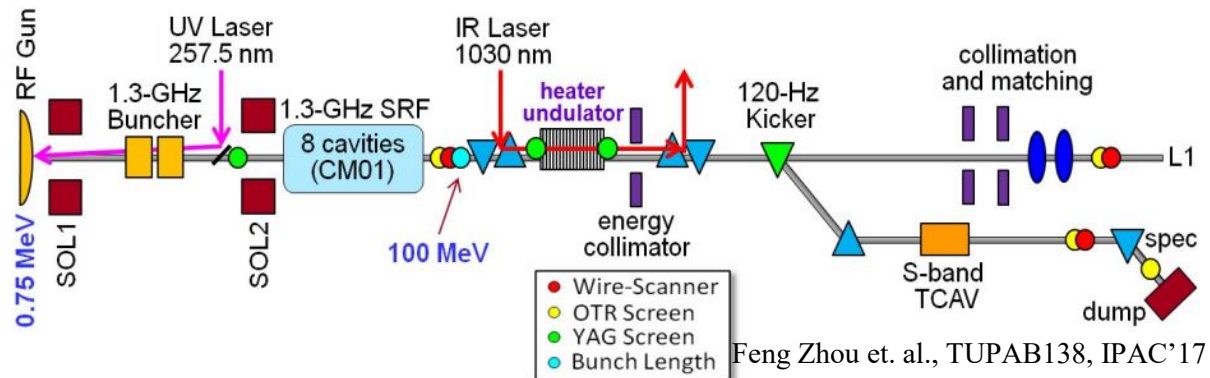 RF Gun
0.75 MeV
SOL1
1.3-GHz
Buncher
UV Laser
257.5 nm
SOL2
1.3-GHz SRF
8 cavities
(CM01)
100 MeV
IR Laser
1030 nm
heater
undulator
energy
collimator
120-Hz
Kicker
collimation
and matching
L1
S-band
TCAV
spec
dump
Wire-Scanner
OTR Screen
YAG Screen
Bunch Length
Feng Zhou et. al., TUPAB138, IPAC’17